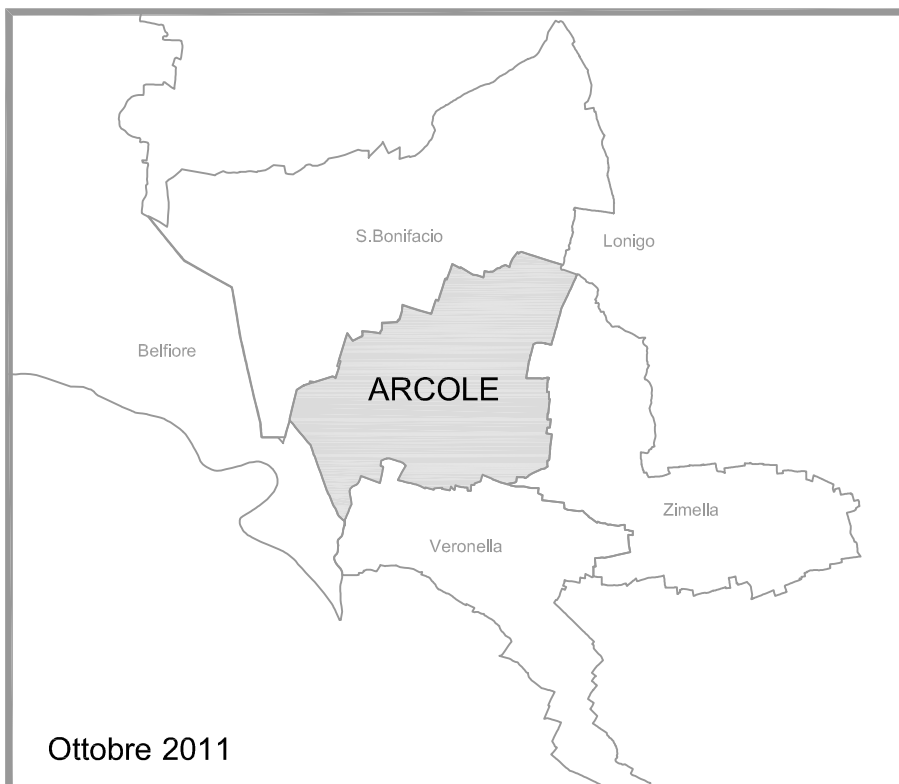 S.Bonifacio
Lonigo
Belfiore
ARCOLE
Zimella
Veronella
Ottobre 2011